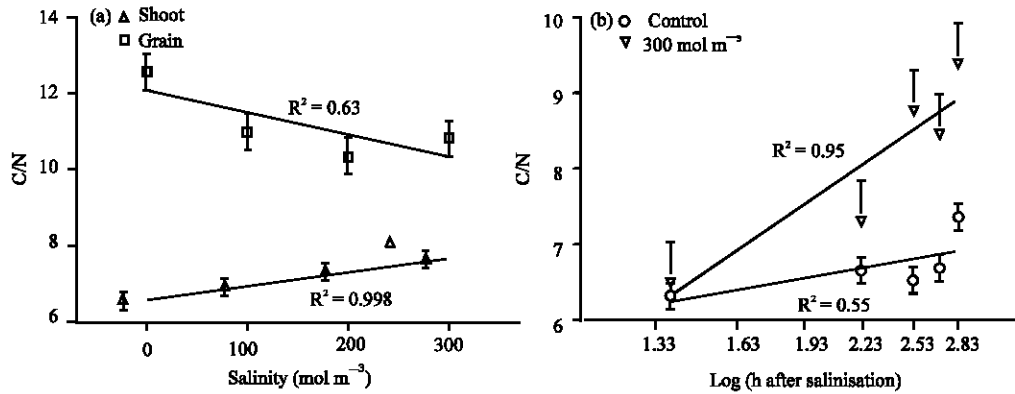 (a) Shoot
Grain
14
12
10
8
6
C/N
R² = 0.63
R² = 0.998
0 100 200 300
Salinity (mol m⁻³)
(b) Control
300 mol m⁻³
10
9
8
7
6
C/N
R² = 0.95
R² = 0.55
1.33 1.63 1.93 2.23 2.53 2.83
Log (h after salinisation)